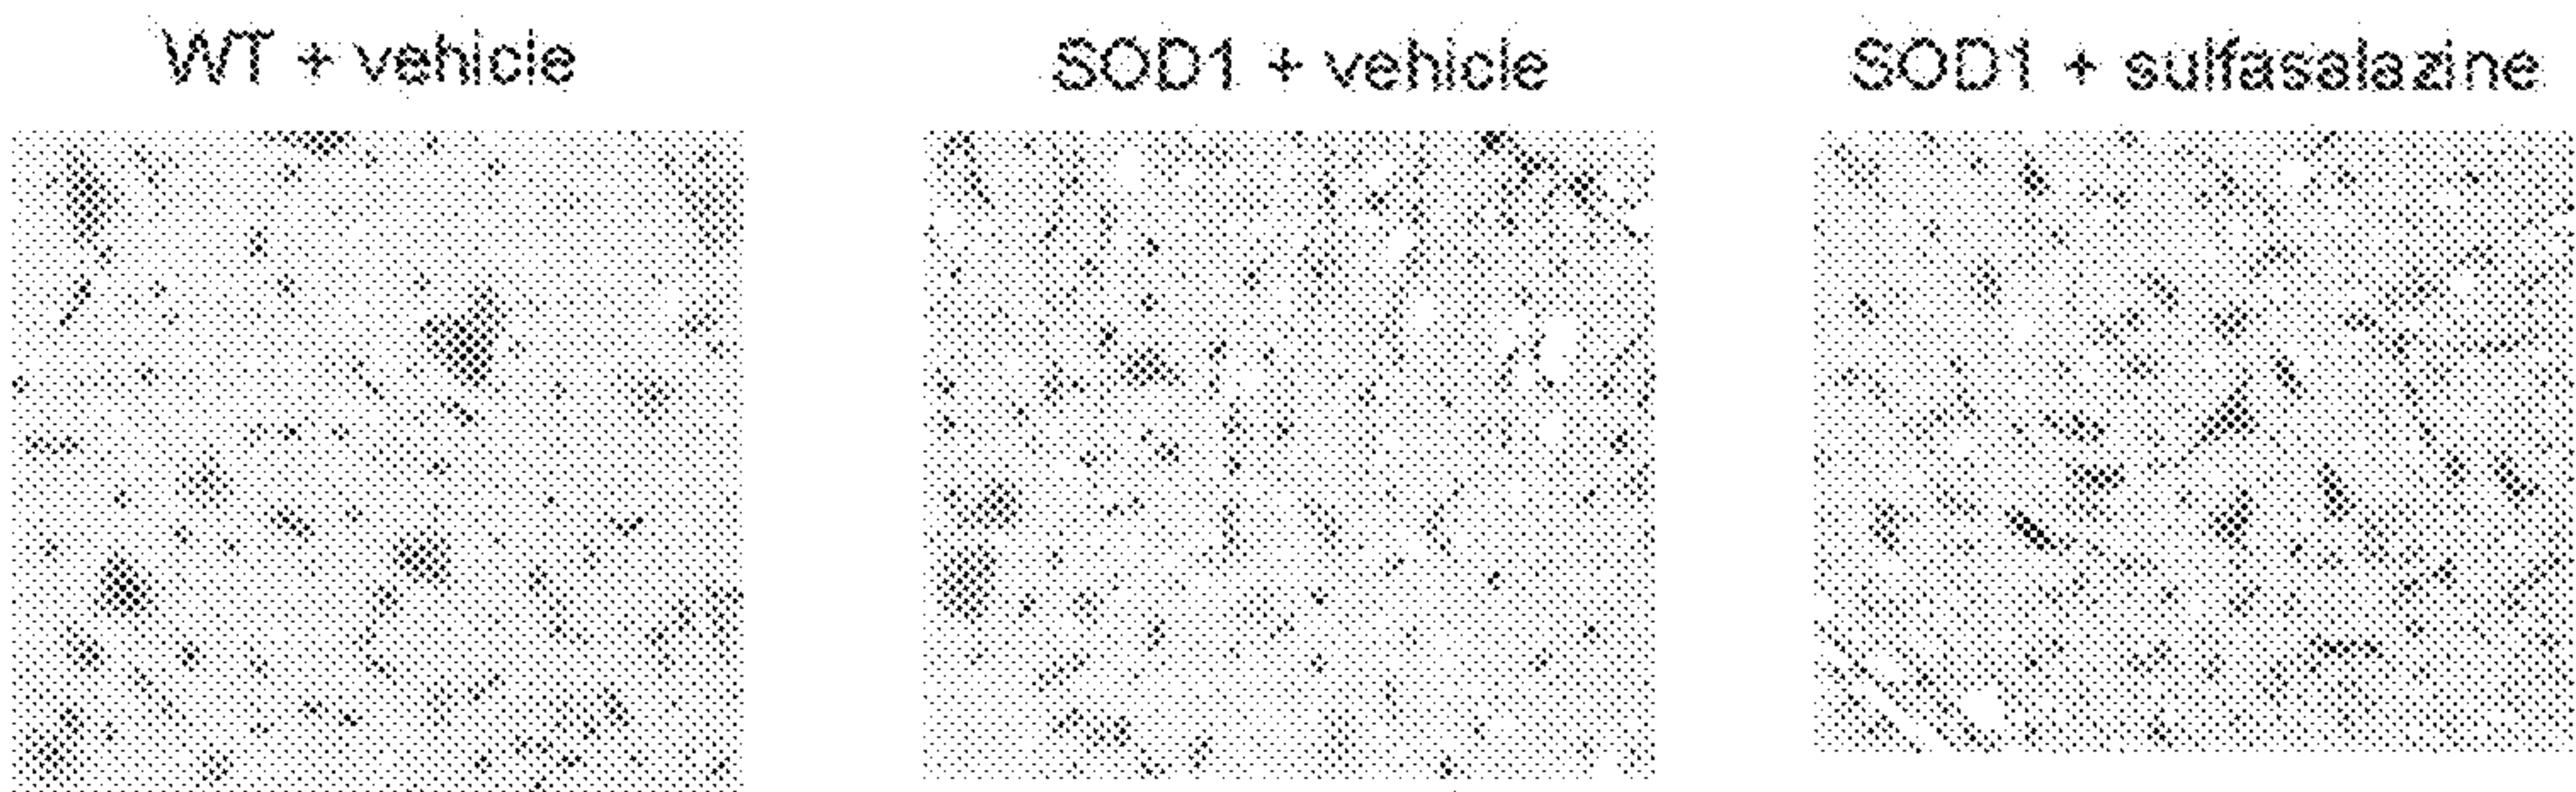 WT + vehicle
SOD1 + vehicle
SOD1 + sulfasalazine